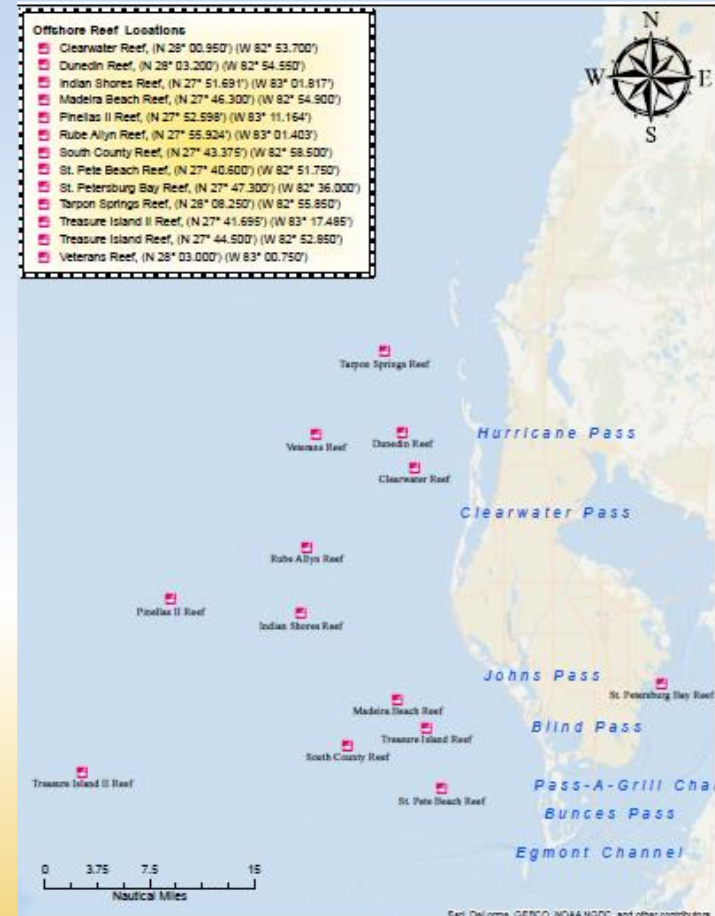 Offshore Reef Locations
Clearwater Reef, (N 28° 00.950') (W 82° 53.700')
Dunedin Reef, (N 28° 03.200') (W 82° 54.550')
Indian Shores Reef, (N 27° 51.691') (W 83° 01.817')
Madeira Beach Reef, (N 27° 46.300') (W 82° 54.900')
Pinellas II Reef, (N 27° 52.598') (W 83° 11.164')
Rube Allyn Reef, (N 27° 55.924') (W 83° 01.403')
South County Reef, (N 27° 43.375') (W 82° 58.500')
St. Pete Beach Reef, (N 27° 40.600') (W 82° 51.750')
St. Petersburg Bay Reef, (N 27° 47.300') (W 82° 36.000')
Tarpon Springs Reef, (N 28° 08.250') (W 82° 55.850')
Treasure Island II Reef, (N 27° 41.695') (W 83° 17.485')
Treasure Island Reef, (N 27° 44.500') (W 82° 52.850')
Veterans Reef, (N 28° 03.000') (W 83° 00.750')
N
W E
S
Tarpon Springs Reef
Hurricane Pass
Veterans Reef
Dunedin Reef
Clearwater Reef
Clearwater Pass
Rube Allyn Reef
Pinellas II Reef
Indian Shores Reef
Johns Pass
St. Petersburg Bay Reef
Madeira Beach Reef
Blind Pass
Treasure Island Reef
South County Reef
Treasure Island II Reef
Pass-A-Grill Cha
St. Pete Beach Reef
Bunces Pass
Egmont Channel
0 3.75 7.5 15
Nautical Miles
Esri, DeLorme, GEBCO, NOAA NGDC, and other contributors